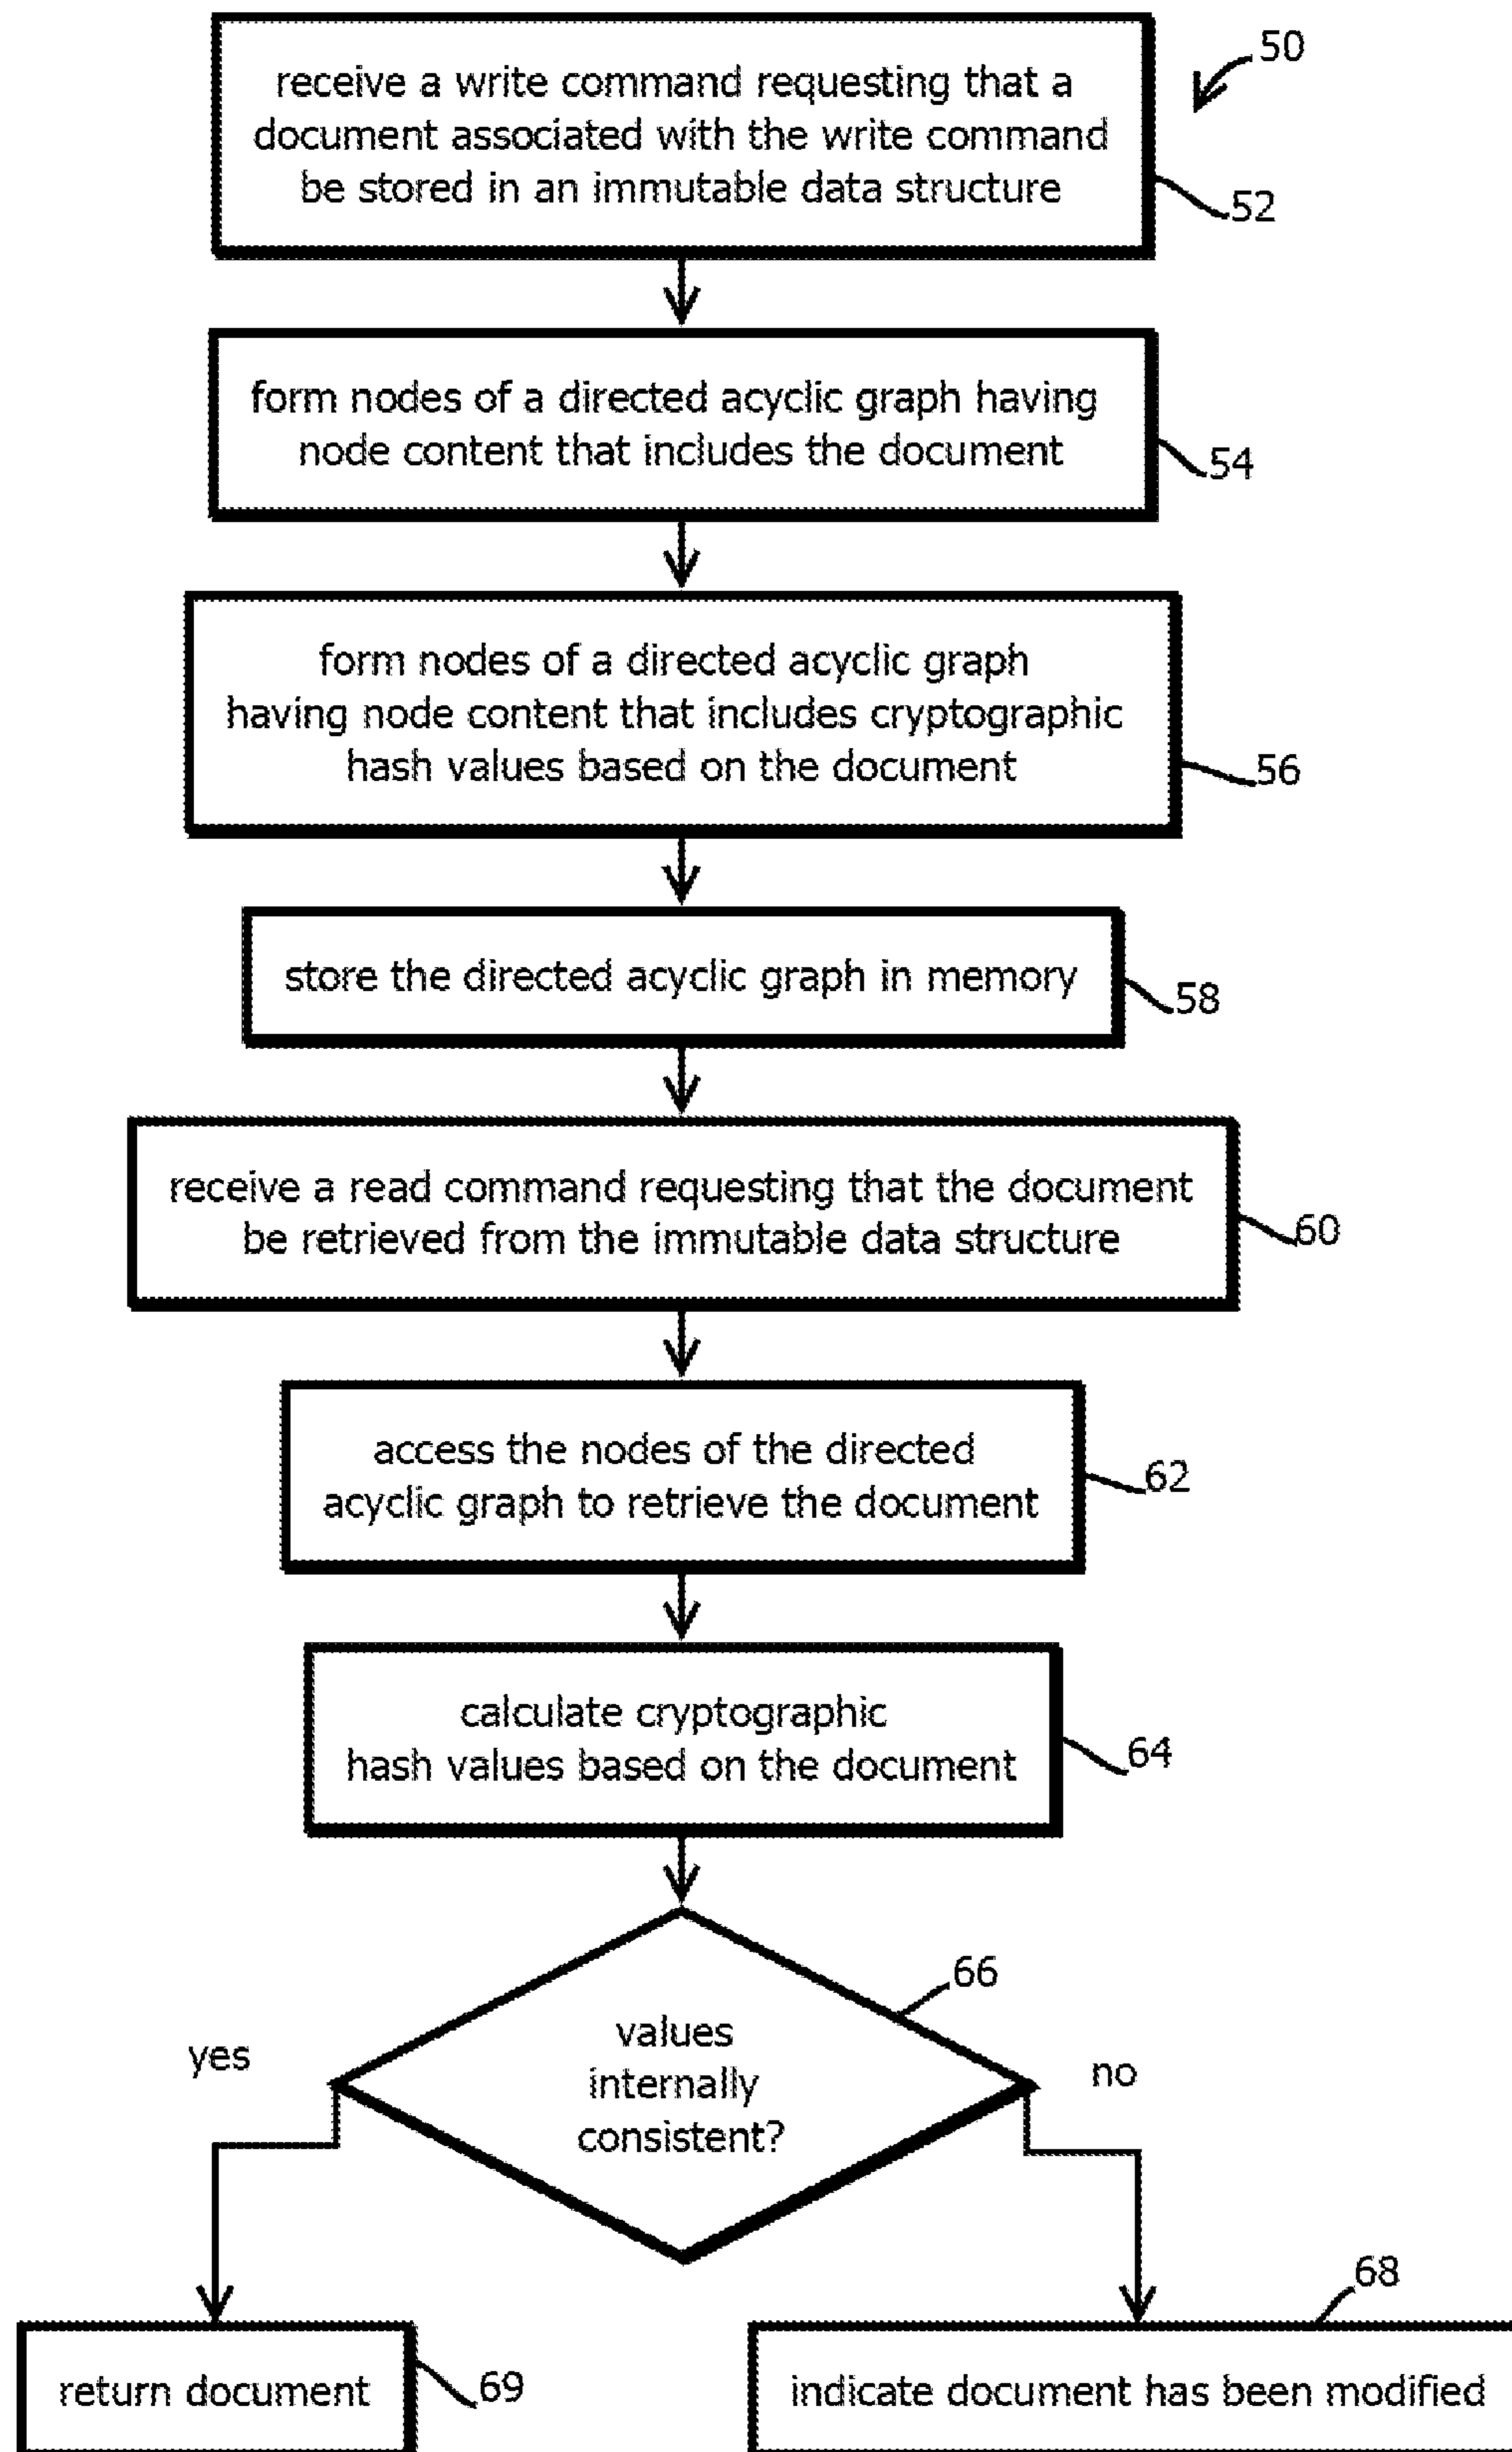 50
receive a write command requesting that a
document associated with the write command
be stored in an immutable data structure
52
form nodes of a directed acyclic graph having
node content that includes the document
54
form nodes of a directed acyclic graph
having node content that includes cryptographic
hash values based on the document
56
store the directed acyclic graph in memory
58
receive a read command requesting that the document
be retrieved from the immutable data structure
60
access the nodes of the directed
acyclic graph to retrieve the document
62
calculate cryptographic
hash values based on the document
64
66
values
internally
consistent?
yes
no
68
return document
69
indicate document has been modified